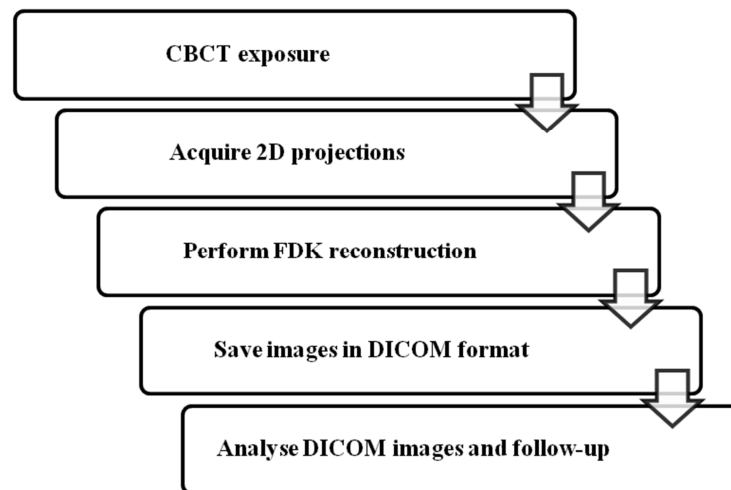 CBCT exposure
Acquire 2D projections
Perform FDK reconstruction
Save images in DICOM format
Analyse DICOM images and follow-up